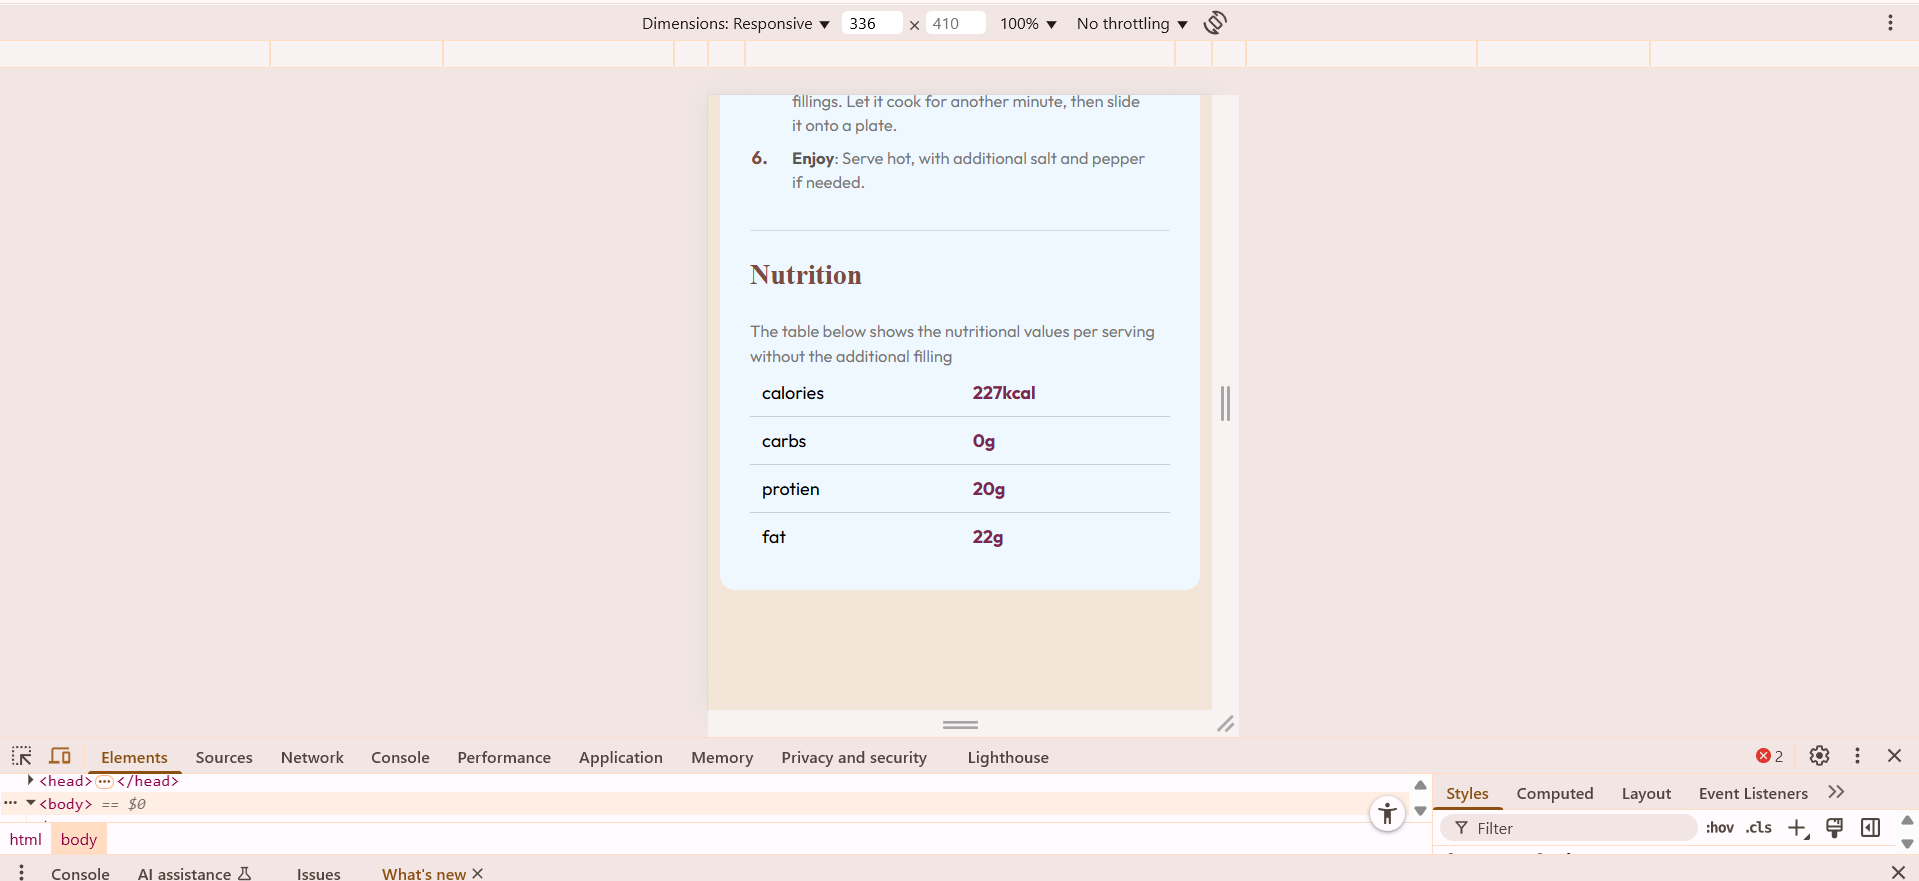 Dimensions: Responsive ▼ 336 × 410 100% ▼ No throttling ▼
fillings. Let it cook for another minute, then slide
it onto a plate.
6. Enjoy: Serve hot, with additional salt and pepper
if needed.
Nutrition
The table below shows the nutritional values per serving
without the additional filling
calories 227kcal
carbs 0g
protien 20g
fat 22g
Elements Sources Network Console Performance Application Memory Privacy and security Lighthouse 2
<head> ··· </head>
··· <body> == $0
html body
Styles Computed Layout Event Listeners
Filter :hov .cls
Console AI assistance Issues What's new